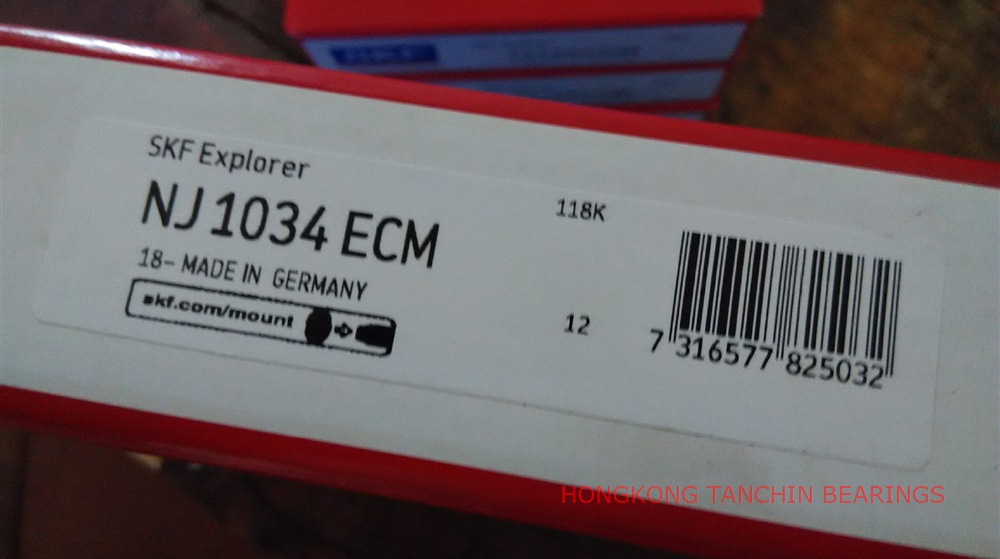 SKF Explorer
NJ 1034 ECM
18- MADE IN GERMANY
skf.com/mount
118K
12
7 316577 825032
HONGKONG TANCHIN BEARINGS